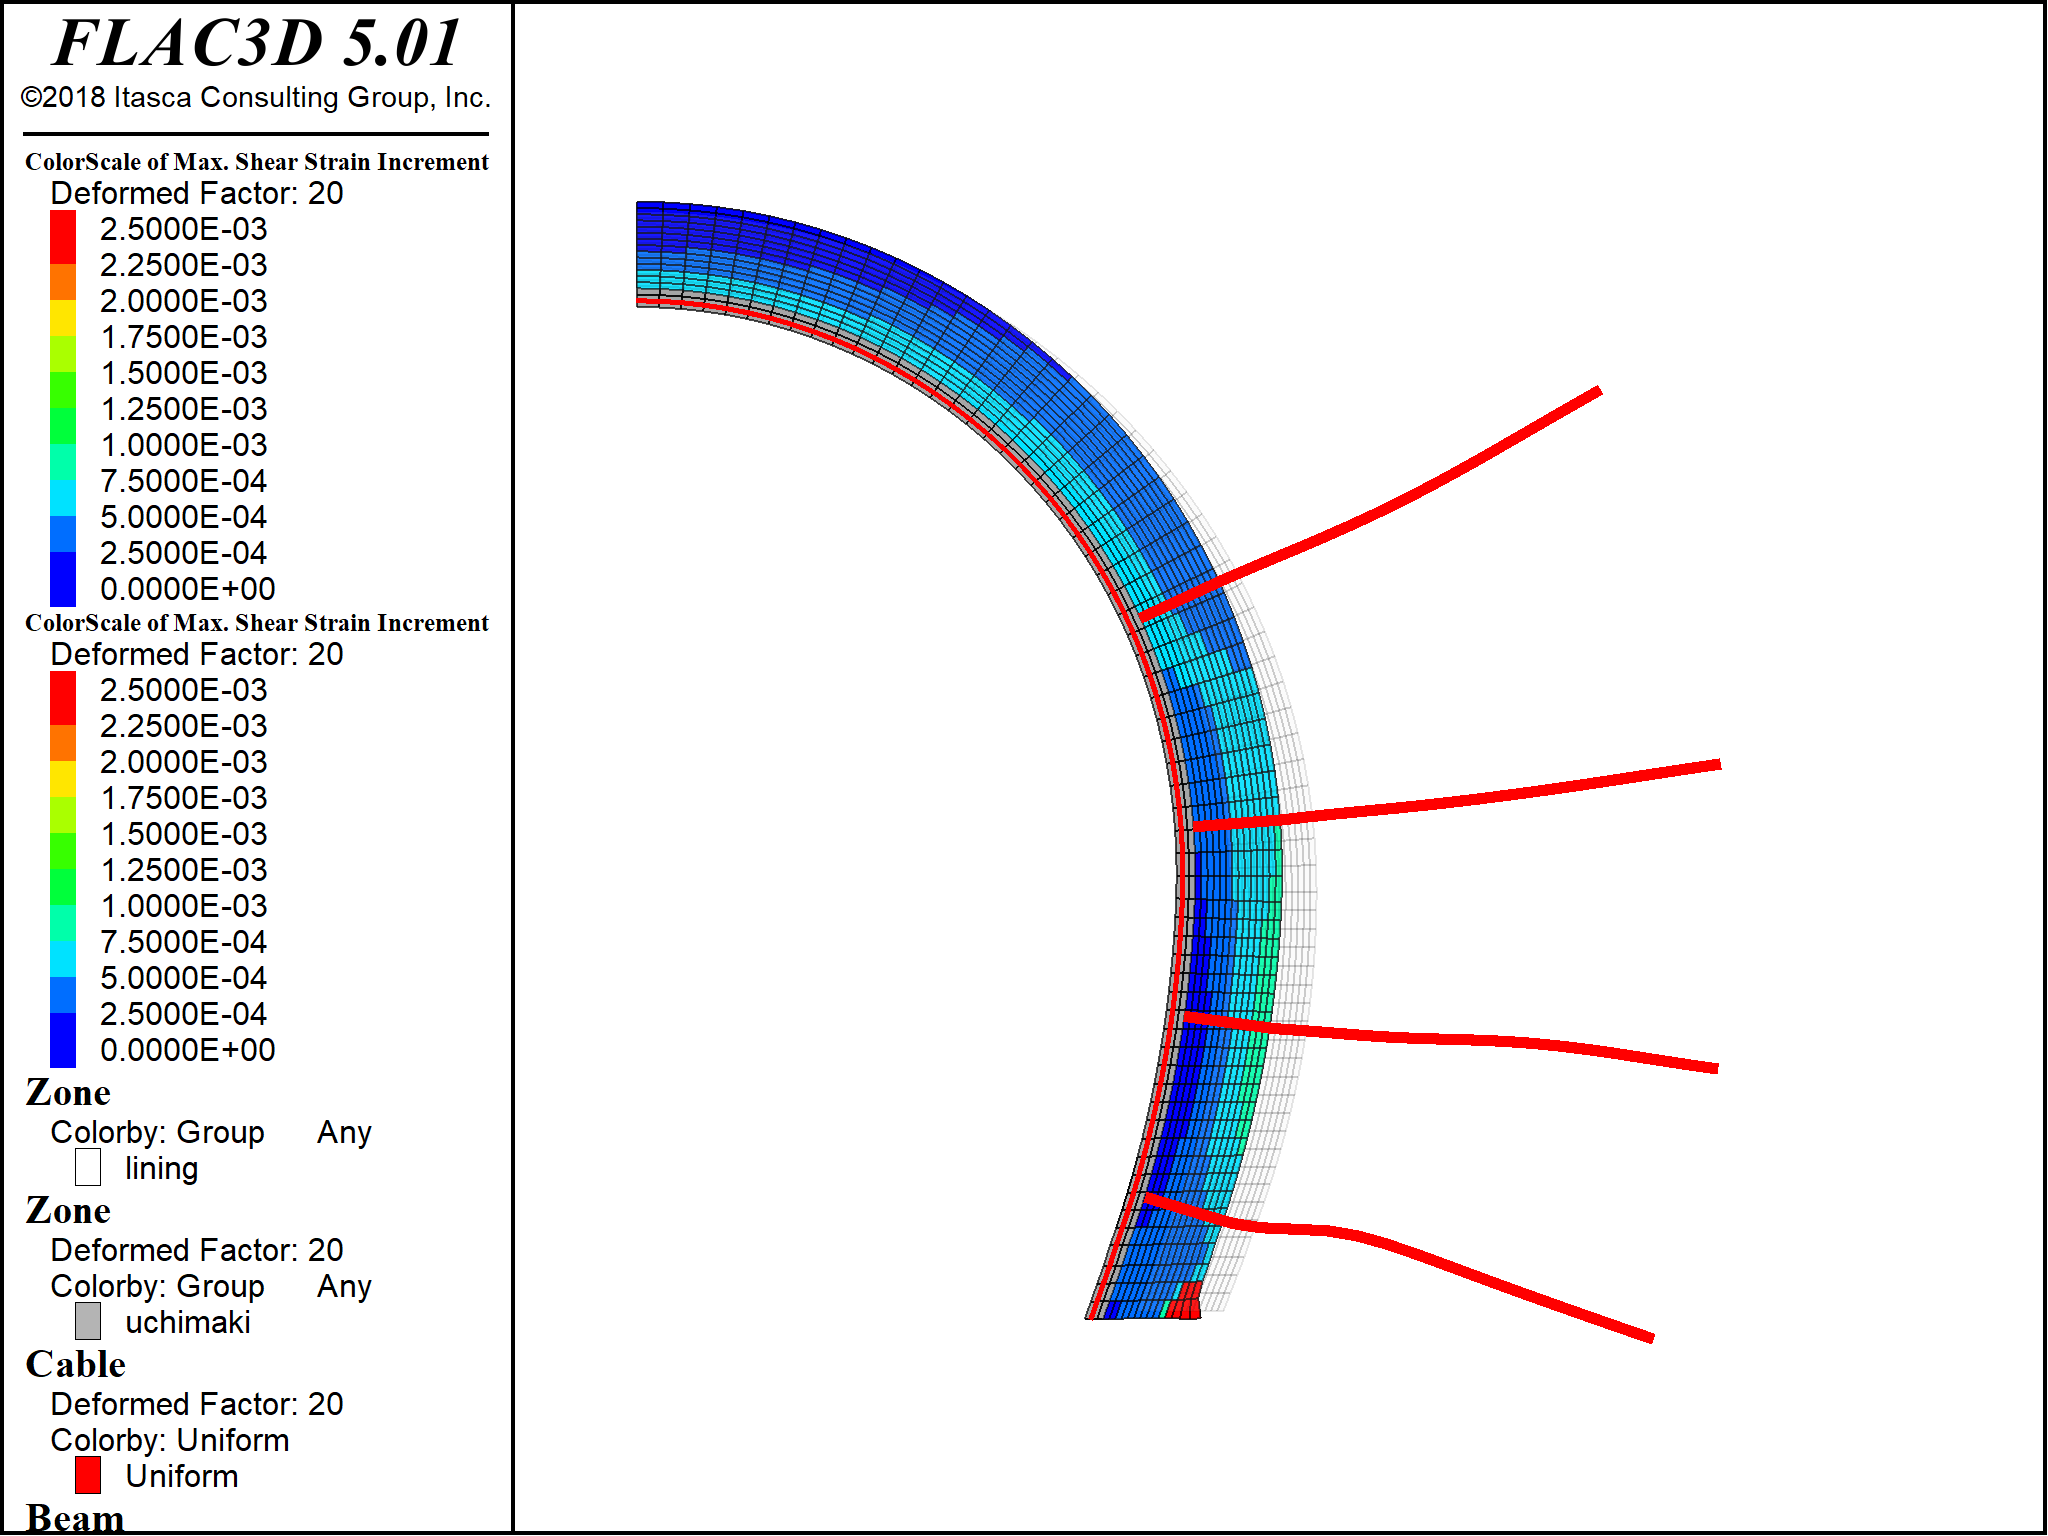 FLAC3D 5.01
©2018 Itasca Consulting Group, Inc.
ColorScale of Max. Shear Strain Increment
Deformed Factor: 20
2.5000E-03
2.2500E-03
2.0000E-03
1.7500E-03
1.5000E-03
1.2500E-03
1.0000E-03
7.5000E-04
5.0000E-04
2.5000E-04
0.0000E+00
ColorScale of Max. Shear Strain Increment
Deformed Factor: 20
2.5000E-03
2.2500E-03
2.0000E-03
1.7500E-03
1.5000E-03
1.2500E-03
1.0000E-03
7.5000E-04
5.0000E-04
2.5000E-04
0.0000E+00
Zone
Colorby: Group Any
lining
Zone
Deformed Factor: 20
Colorby: Group Any
uchimaki
Cable
Deformed Factor: 20
Colorby: Uniform
Uniform
Beam